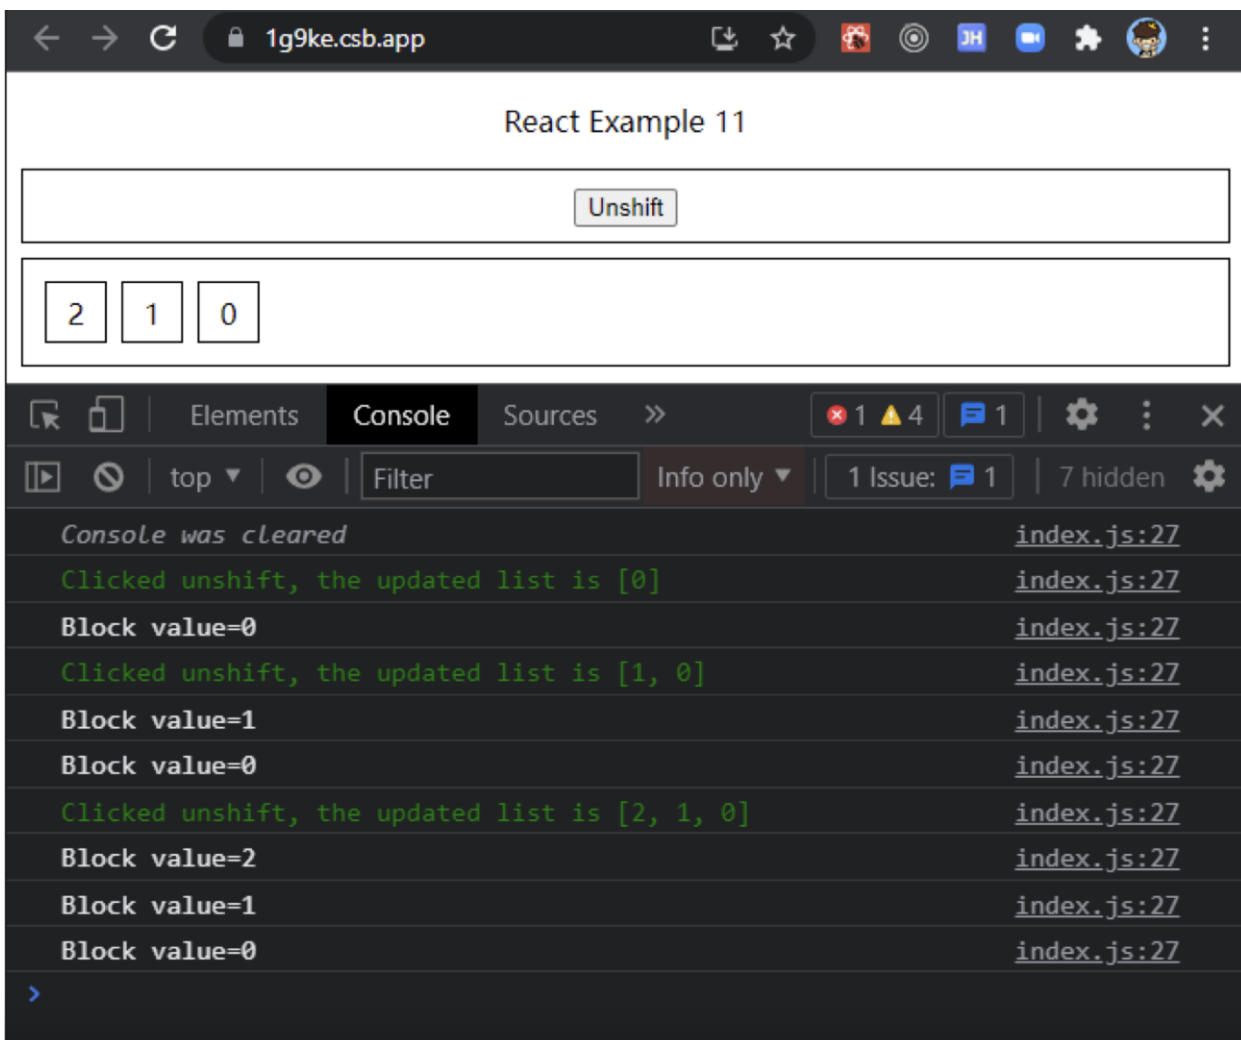 1g9ke.csb.app JH
React Example 11
Unshift
2 1 0
Elements Console Sources » 1 4 1
top ▼ Filter Info only ▼ 1 Issue: 1 7 hidden
Console was cleared index.js:27
Clicked unshift, the updated list is [0] index.js:27
Block value=0 index.js:27
Clicked unshift, the updated list is [1, 0] index.js:27
Block value=1 index.js:27
Block value=0 index.js:27
Clicked unshift, the updated list is [2, 1, 0] index.js:27
Block value=2 index.js:27
Block value=1 index.js:27
Block value=0 index.js:27